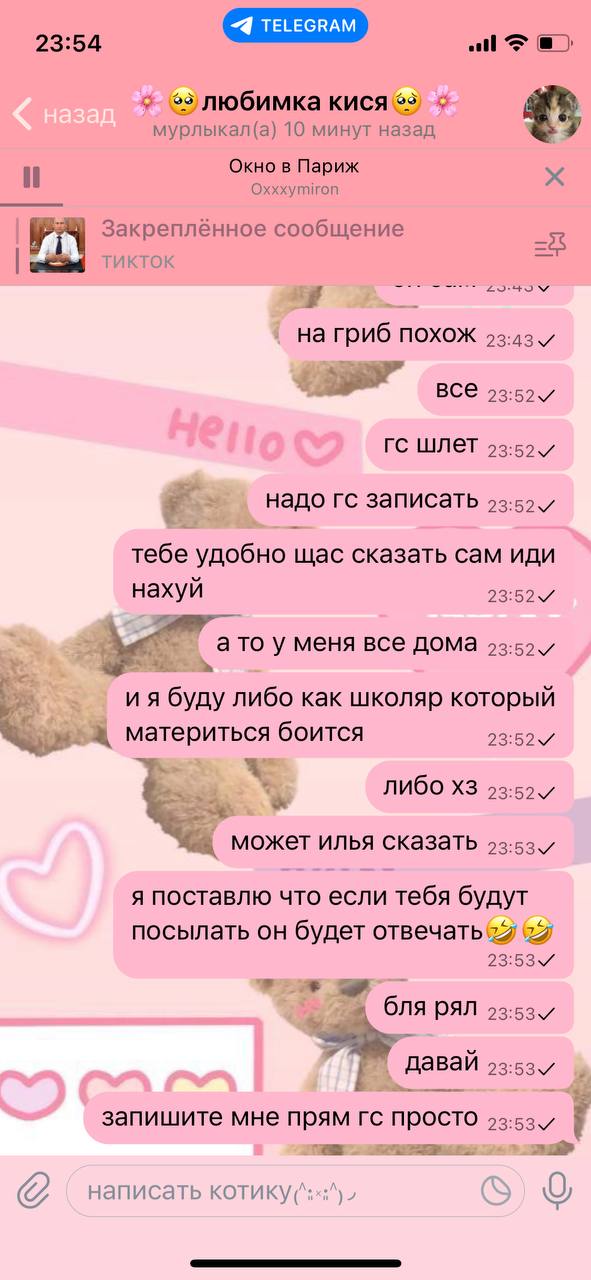 23:54
TELEGRAM
назад
🌸🥺любимка кися🥺🌸
мурлыкал(а) 10 минут назад
Окно в Париж
Oxxxymiron
Закреплённое сообщение
тикток
23:43
на гриб похож 23:43
все 23:52
Hello
гс шлет 23:52
надо гс записать 23:52
тебе удобно щас сказать сам иди
нахуй 23:52
а то у меня все дома 23:52
и я буду либо как школяр который
материться боится 23:52
либо хз 23:52
может илья сказать 23:53
я поставлю что если тебя будут
посылать он будет отвечать🤣🤣
23:53
бля рял 23:53
давай 23:53
запишите мне прям гс просто 23:53
написать котику